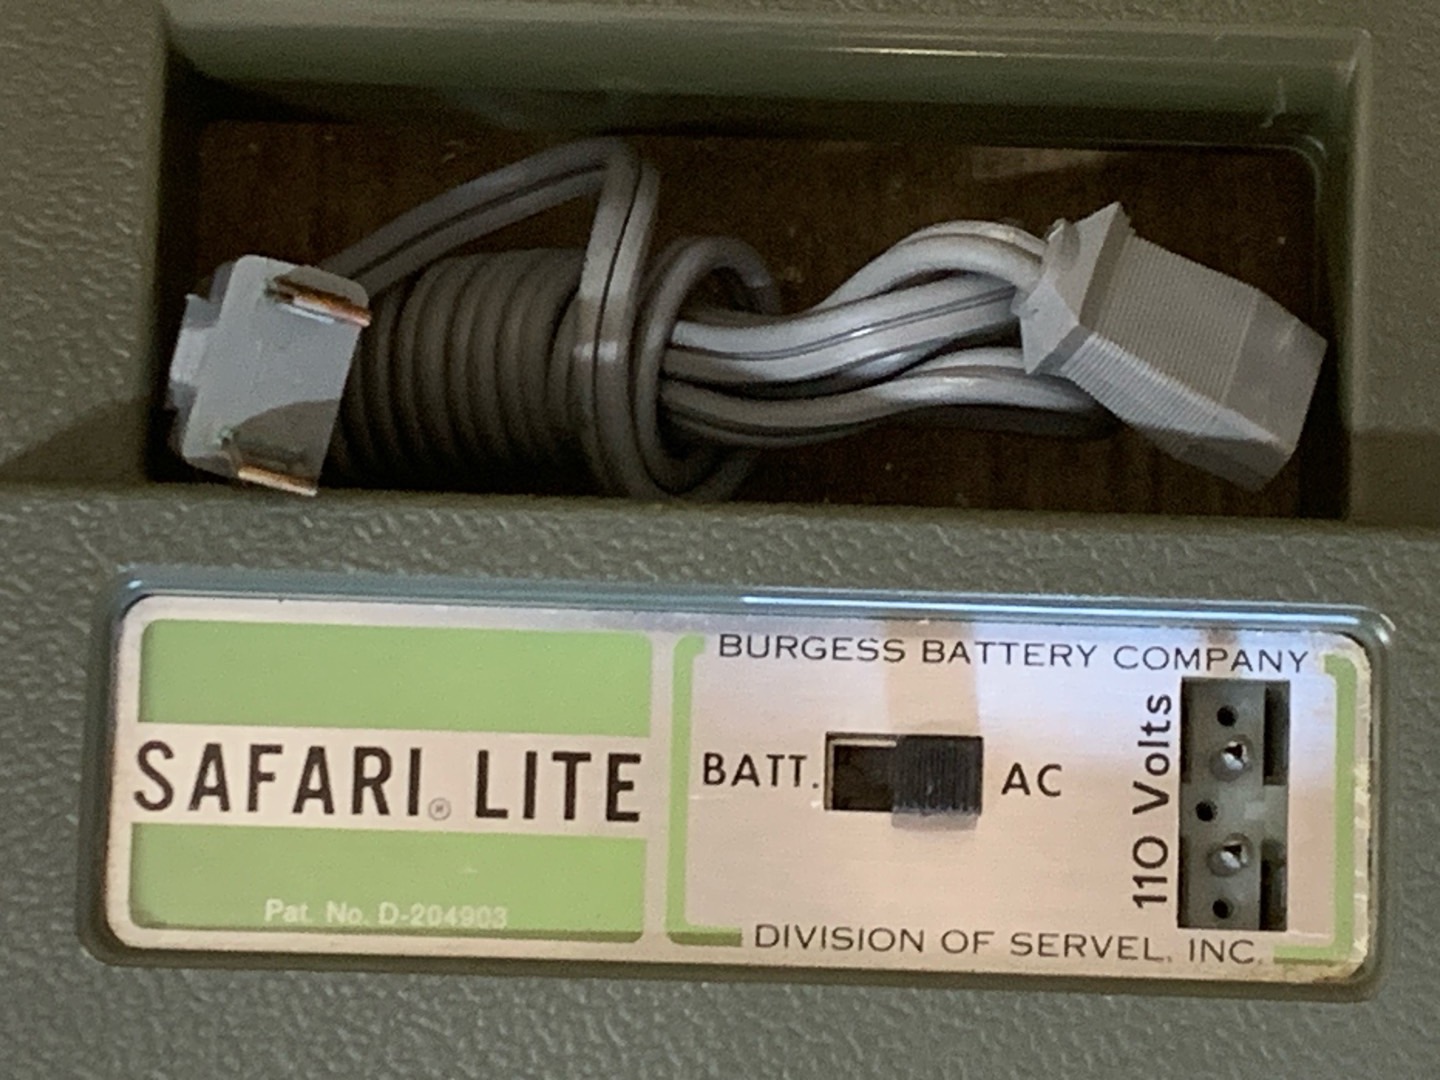 SAFARI® LITE
Pat. No. D-204903
BURGESS BATTERY COMPANY
BATT.
AC
110 Volts
DIVISION OF SERVEL, INC.